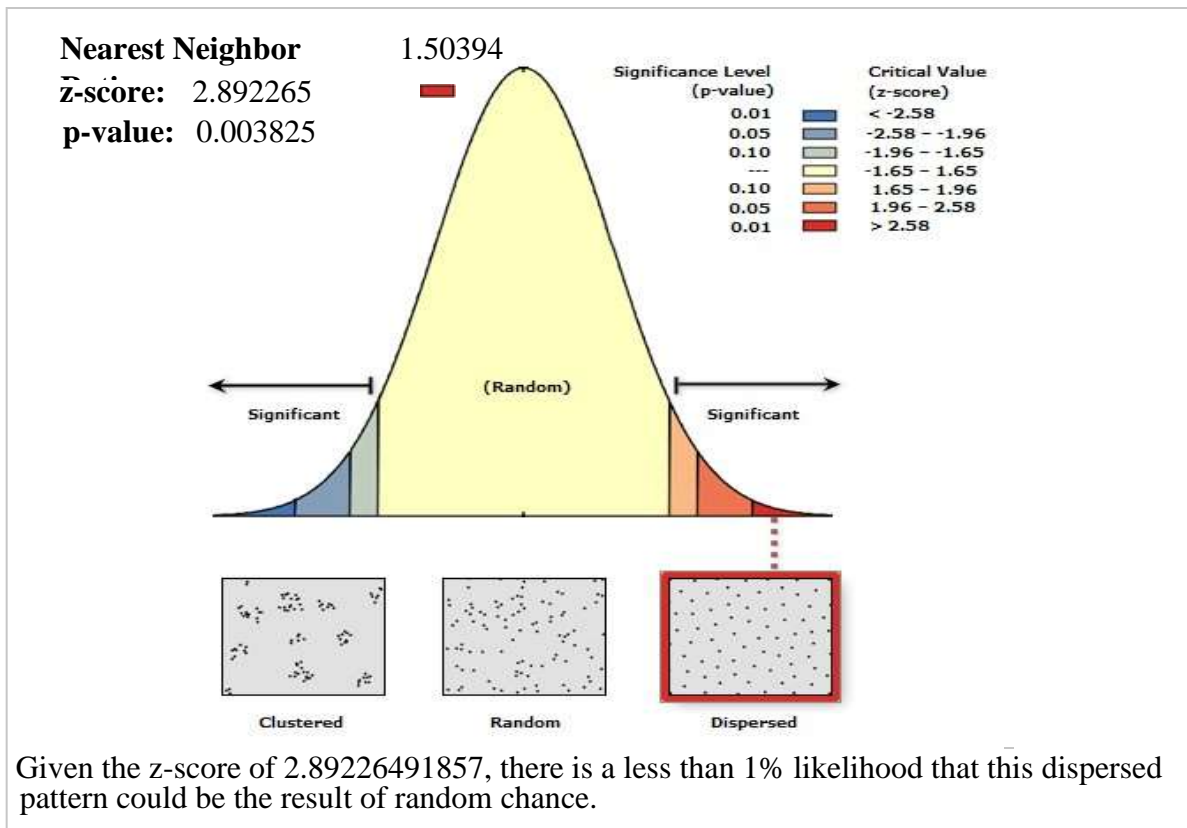 Nearest Neighbor 1.50394
z-score: 2.892265
p-value: 0.003825
Significance Level (p-value) Critical Value (z-score)
0.01 < -2.58
0.05 -2.58 – -1.96
0.10 -1.96 – -1.65
--- -1.65 – 1.65
0.10 1.65 – 1.96
0.05 1.96 – 2.58
0.01 > 2.58
(Random)
Significant Significant
Clustered Random Dispersed
Given the z-score of 2.89226491857, there is a less than 1% likelihood that this dispersed
pattern could be the result of random chance.